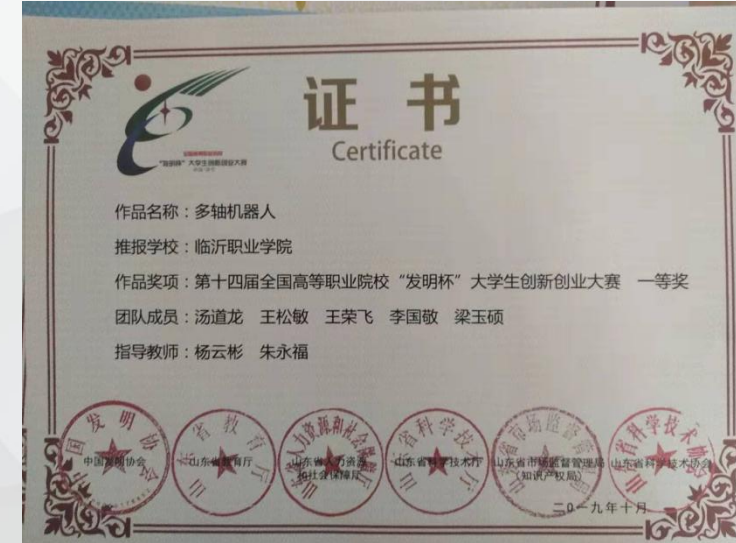 证书
Certificate
“发明杯”大学生创新创业大赛
作品名称：多轴机器人
推报学校：临沂职业学院
作品奖项：第十四届全国高等职业院校“发明杯”大学生创新创业大赛 一等奖
团队成员：汤道龙 王松敏 王荣飞 李国敬 梁玉硕
指导教师：杨云彬 朱永福
中国发明协会
山东省教育厅
山东省人力资源
和社会保障厅
山东省科学技术厅
山东省市场监督管理局
（知识产权局）
山东省科学技术协会
二〇一九年十月